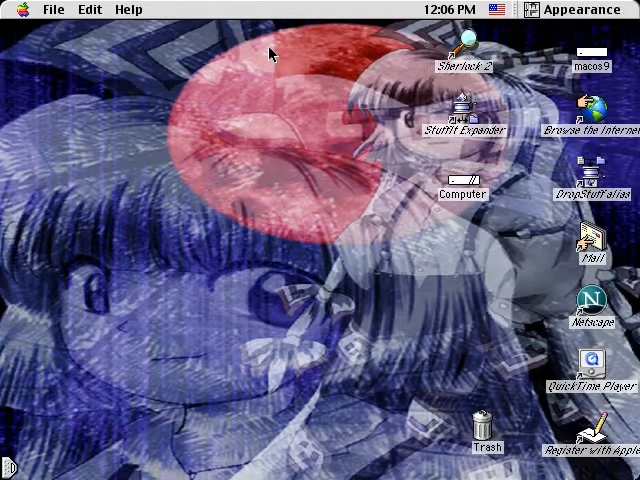 File Edit Help 12:06 PM Appearance
Sherlock 2
macos9
StuffIt Expander
Browse the Internet
Computer
DropStuff alias
Mail
N
Netscape
QuickTime Player
Trash
Register with Apple